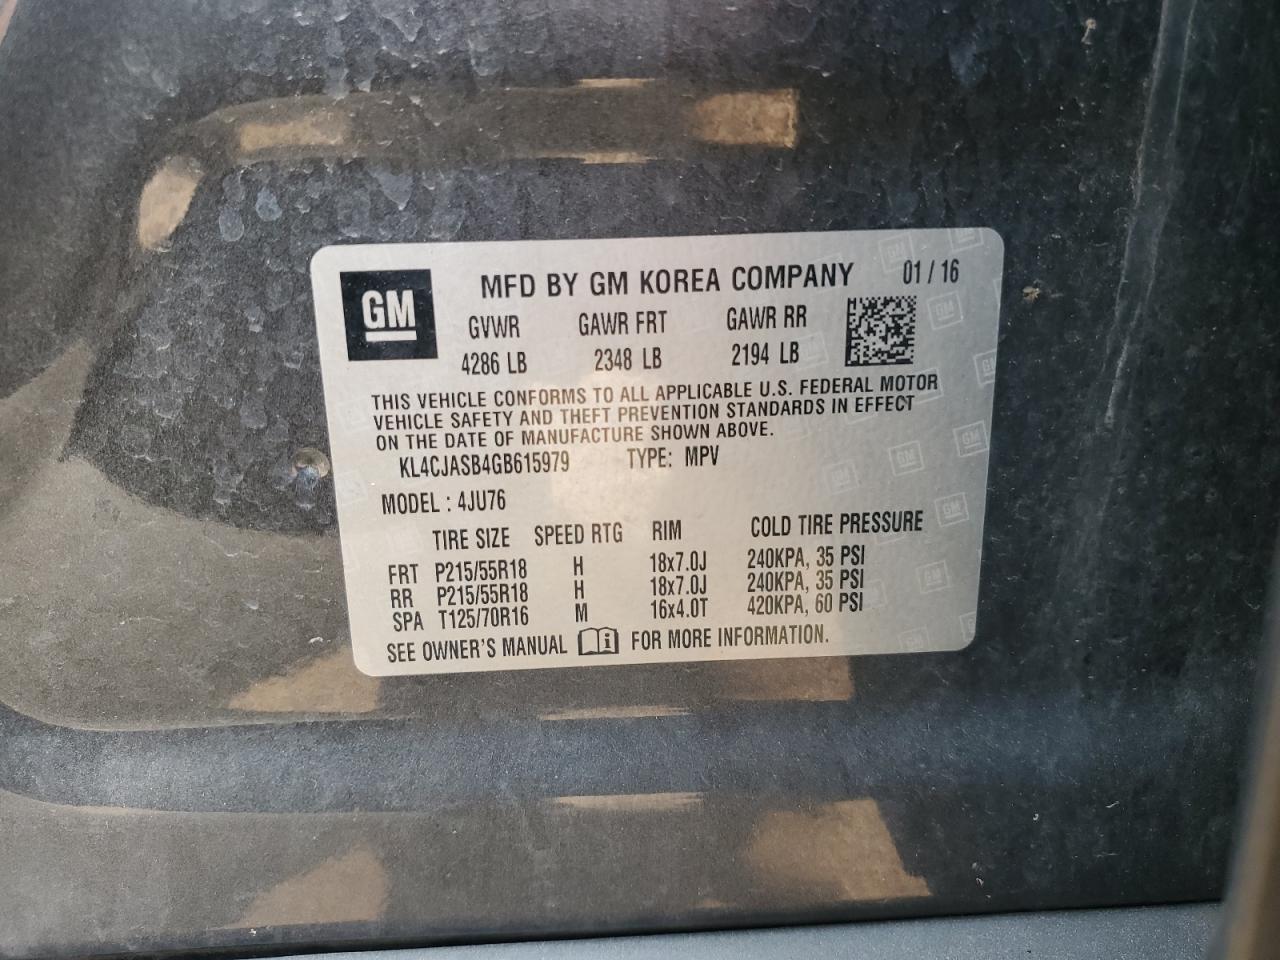 GM
MFD BY GM KOREA COMPANY 01 / 16
GVWR GAWR FRT GAWR RR
4286 LB 2348 LB 2194 LB
THIS VEHICLE CONFORMS TO ALL APPLICABLE U.S. FEDERAL MOTOR
VEHICLE SAFETY AND THEFT PREVENTION STANDARDS IN EFFECT
ON THE DATE OF MANUFACTURE SHOWN ABOVE.
KL4CJASB4GB615979 TYPE: MPV
MODEL : 4JU76
TIRE SIZE SPEED RTG RIM COLD TIRE PRESSURE
FRT P215/55R18 H 18x7.0J 240KPA, 35 PSI
RR P215/55R18 H 18x7.0J 240KPA, 35 PSI
SPA T125/70R16 M 16x4.0T 420KPA, 60 PSI
SEE OWNER'S MANUAL i FOR MORE INFORMATION.